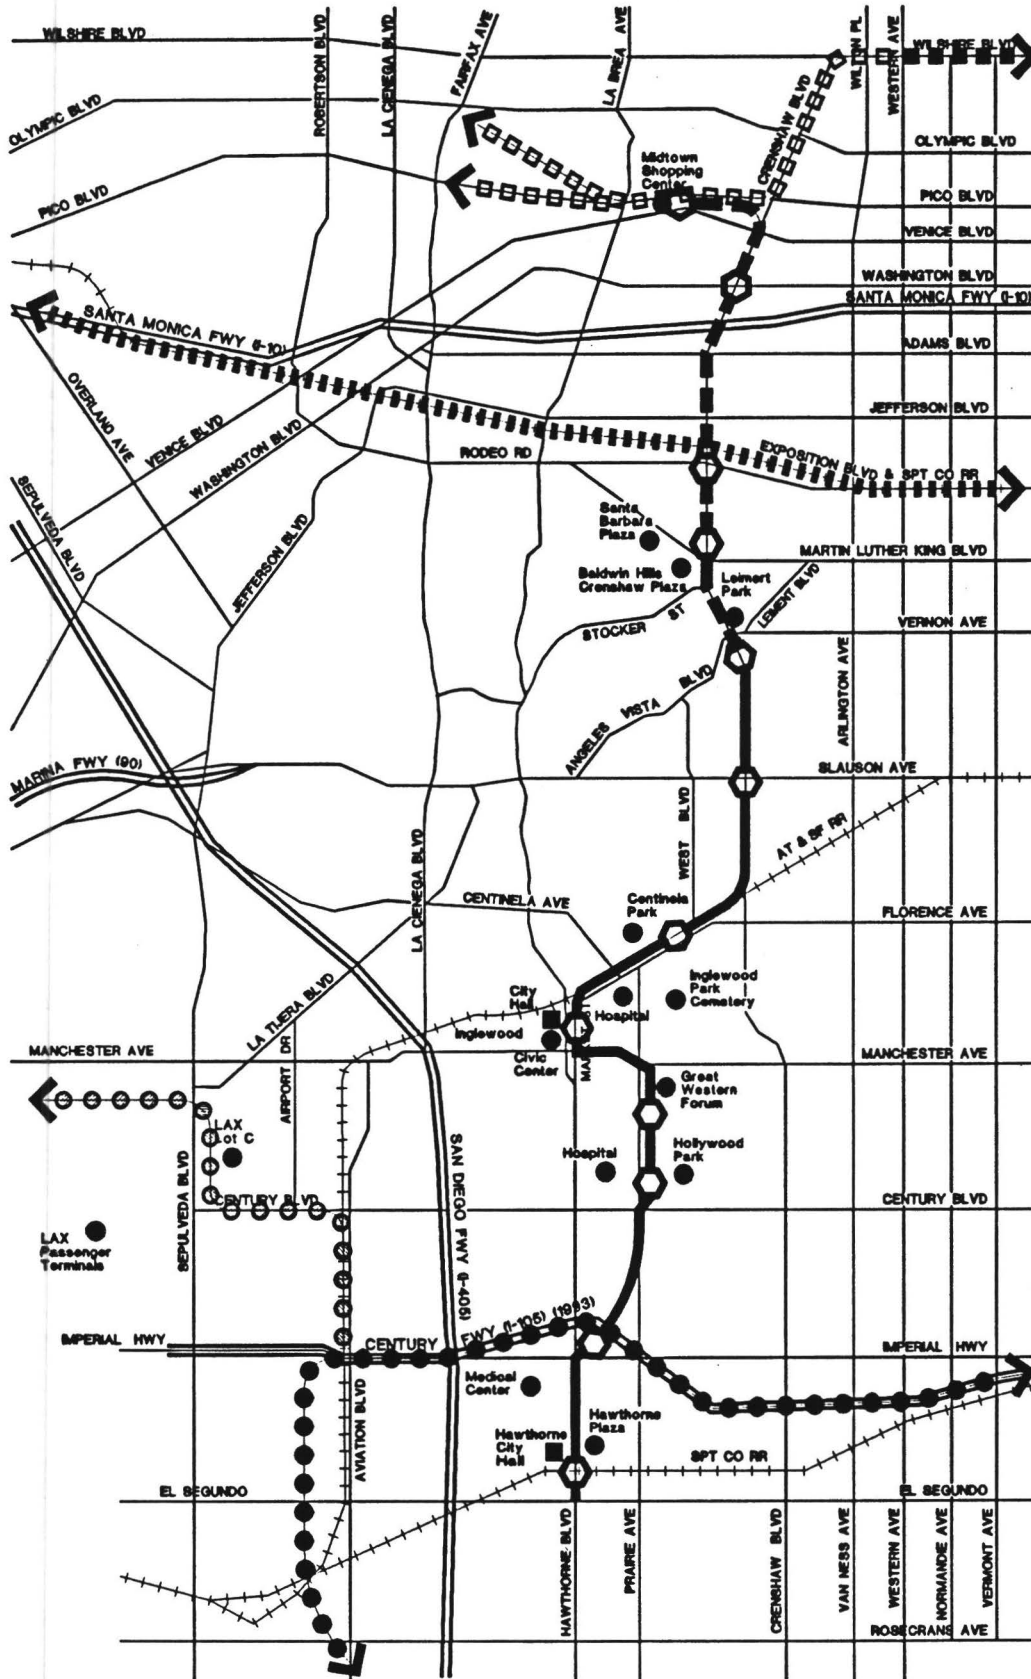 WILSHIRE BLVD
ROBERTSON BLVD
LA CIENEGA BLVD
FAIRFAX AVE
LA BREA AVE
WILTON PL
WESTERN AVE
WILSHIRE BLVD
OLYMPIC BLVD
CRENSHAW BLVD
OLYMPIC BLVD
Midtown
Shopping
Center
PICO BLVD
PICO BLVD
VENICE BLVD
WASHINGTON BLVD
SANTA MONICA FWY (I-10)
SANTA MONICA FWY (I-10)
ADAMS BLVD
OVERLAND AVE
JEFFERSON BLVD
VENICE BLVD
WASHINGTON BLVD
RODEO RD
EXPOSITION BLVD & SPT CO RR
SEPULVEDA BLVD
JEFFERSON BLVD
Santa
Barbara
Plaza
MARTIN LUTHER KING BLVD
Baldwin Hills
Crenshaw Plaza
Leimert
Park
LEIMERT BLVD
STOCKER ST
VERNON AVE
ANGELES VISTA BLVD
ARLINGTON AVE
MARINA FWY (90)
SLAUSON AVE
LA CIENEGA BLVD
WEST BLVD
AT & SF RR
CENTINELA AVE
Centinela
Park
FLORENCE AVE
LA TIJERA BLVD
City
Hall
Inglewood
Hospital
Inglewood
Park
Cemetery
MANCHESTER AVE
AIRPORT DR
Civic
Center
MANCHESTER AVE
Great
Western
Forum
LAX
Lot C
SAN DIEGO FWY (I-405)
Hospital
Hollywood
Park
SEPULVEDA BLVD
CENTURY BLVD
CENTURY BLVD
LAX
Passenger
Terminals
IMPERIAL HWY
CENTURY FWY (I-105) (1993)
IMPERIAL HWY
Medical
Center
AVIATION BLVD
Hawthorne
Plaza
Hawthorne
City
Hall
SPT CO RR
EL SEGUNDO
EL SEGUNDO
HAWTHORNE BLVD
PRAIRIE AVE
CRENSHAW BLVD
VAN NESS AVE
WESTERN AVE
NORMANDIE AVE
VERMONT AVE
ROSECRANS AVE